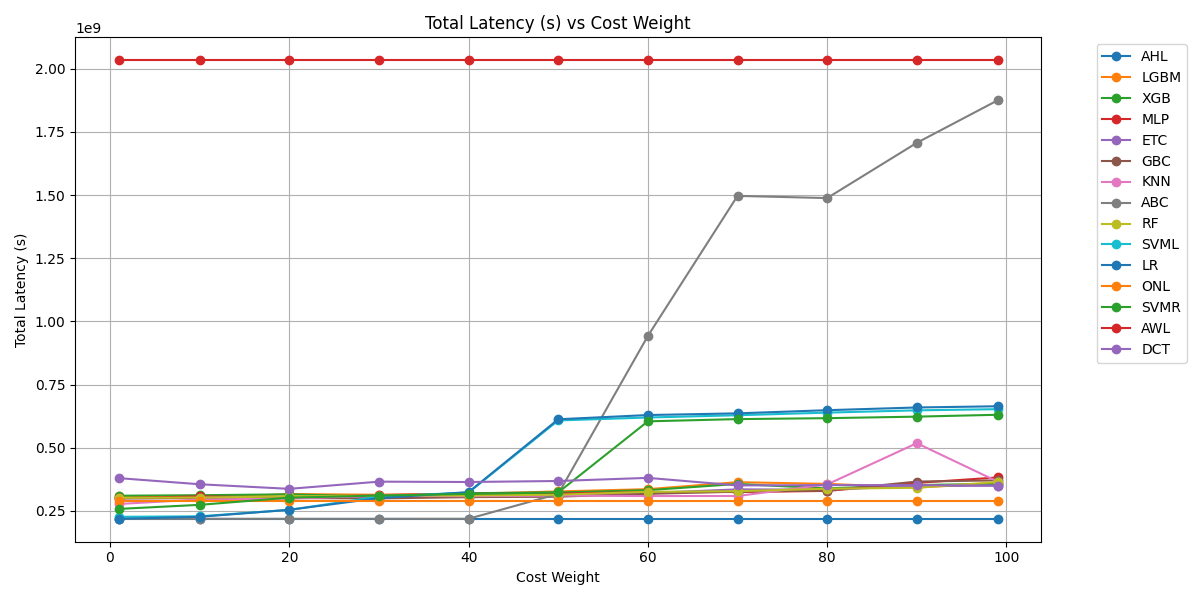 Total Latency (s) vs Cost Weight
1e9
2.00
1.75
1.50
1.25
1.00
0.75
0.50
0.25
Total Latency (s)
0 20 40 60 80 100
Cost Weight
AHL
LGBM
XGB
MLP
ETC
GBC
KNN
ABC
RF
SVML
LR
ONL
SVMR
AWL
DCT